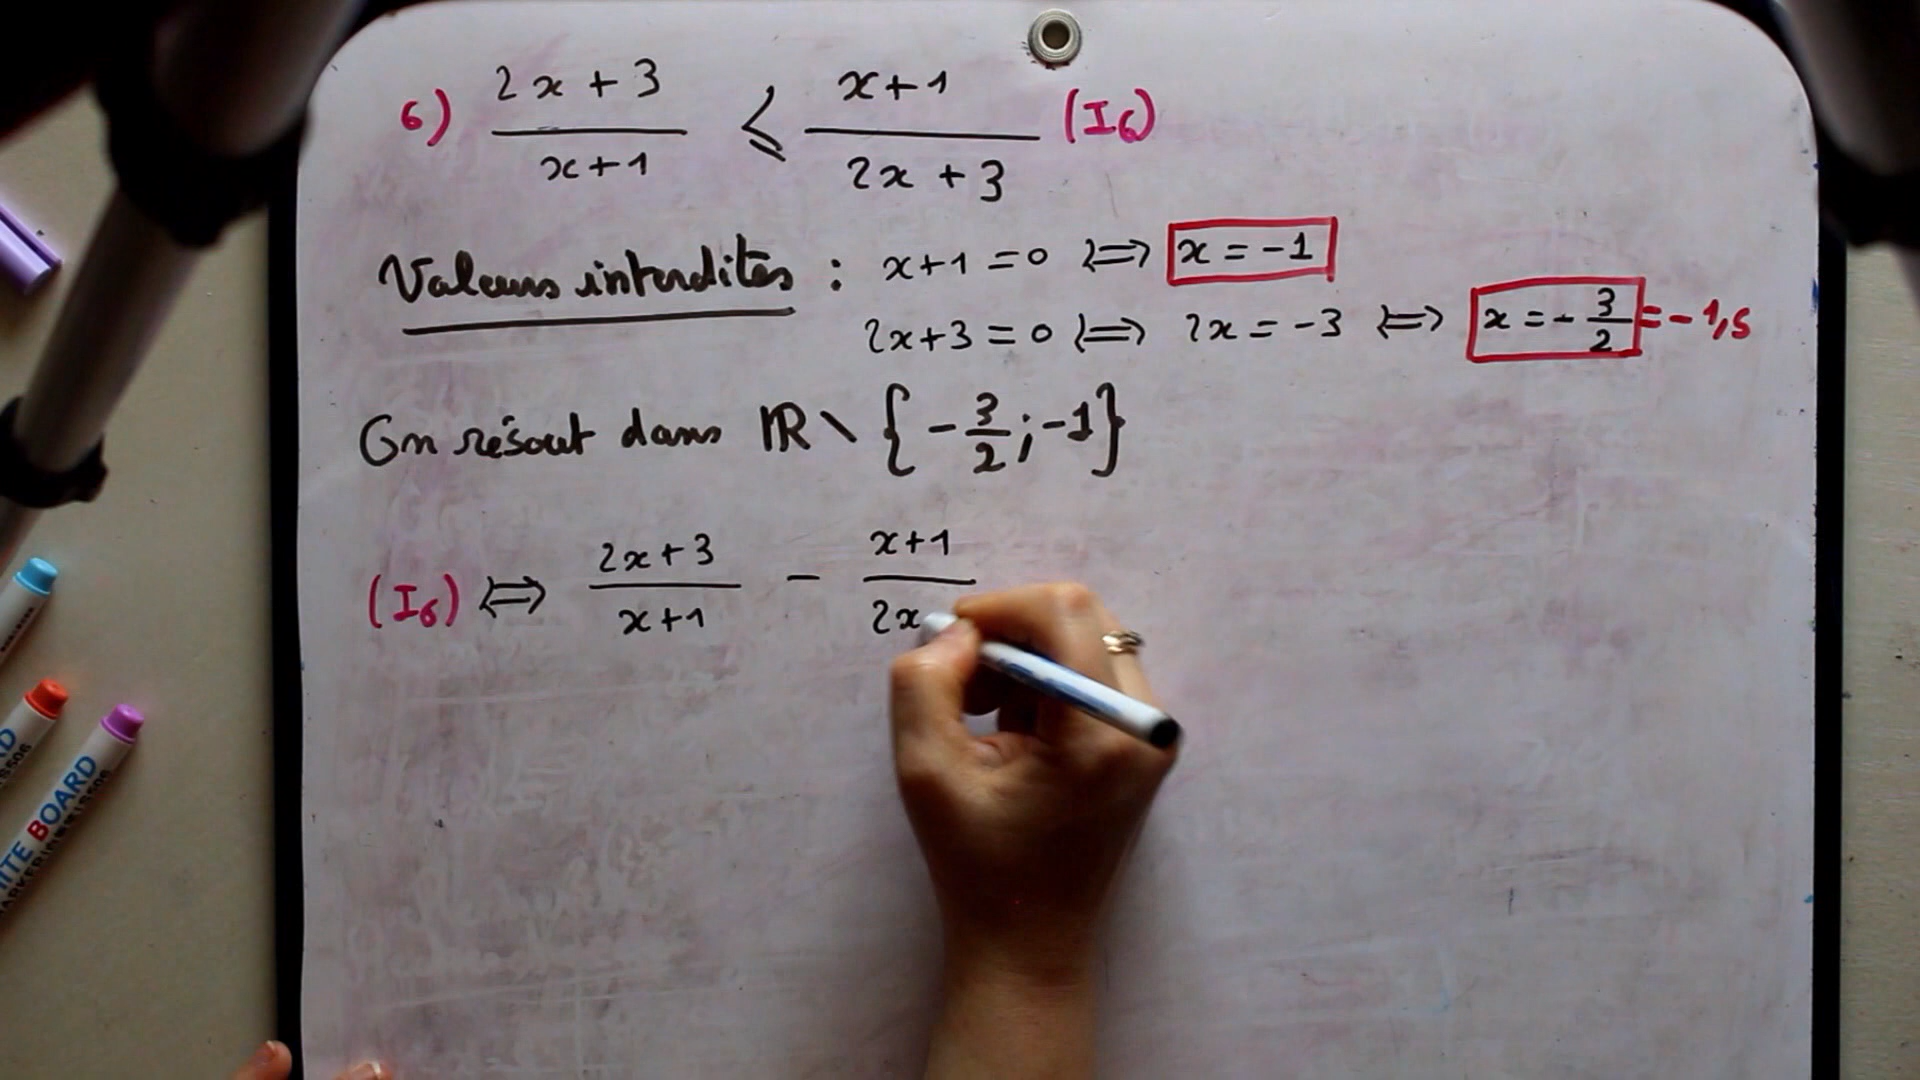 6) (2x+3)/(x+1) ⩽ (x+1)/(2x+3) (I6)
Valeurs interdites : x+1=0 ⟺ x=-1
2x+3=0 ⟺ 2x=-3 ⟺ x=-3/2 =-1,5
On résout dans ℝ \ {-3/2 ; -1}
(I6) ⟺ (2x+3)/(x+1) - (x+1)/(2x
WHITE BOARD